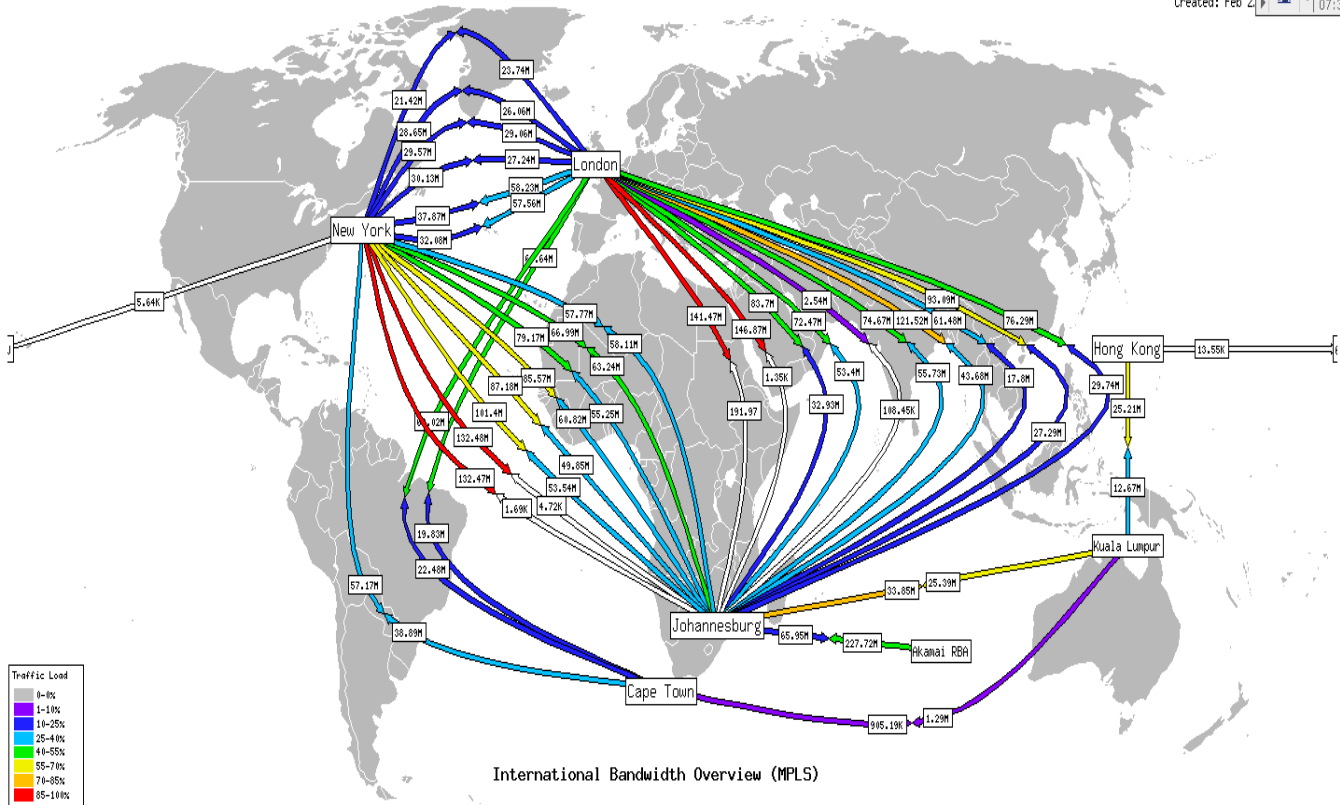 Created: Feb 2
07:3
23.74M
21.42M
26.06M
28.65M
29.06M
29.57M
27.24M
30.13M
London
58.23M
57.56M
37.87M
32.08M
New York
5.64K
57.77M
66.99M
79.17M
58.11M
63.24M
85.57M
87.18M
101.4M
55.25M
60.82M
132.48M
49.85M
132.47M
53.54M
4.72K
1.69K
19.83M
22.48M
57.17M
38.89M
141.47M
146.87M
83.7M
72.47M
2.54M
74.67M
121.52M
61.48M
93.09M
76.29M
1.35K
191.97
32.93M
53.4M
108.45K
55.73M
43.68M
17.8M
27.29M
29.74M
Hong Kong
13.55K
25.21M
12.67M
Kuala Lumpur
25.39M
33.85M
Johannesburg
65.95M
227.72M
Akamai RBA
Cape Town
905.19K
1.29M
Traffic Load
0-0%
1-10%
10-25%
25-40%
40-55%
55-70%
70-85%
85-100%
International Bandwidth Overview (MPLS)